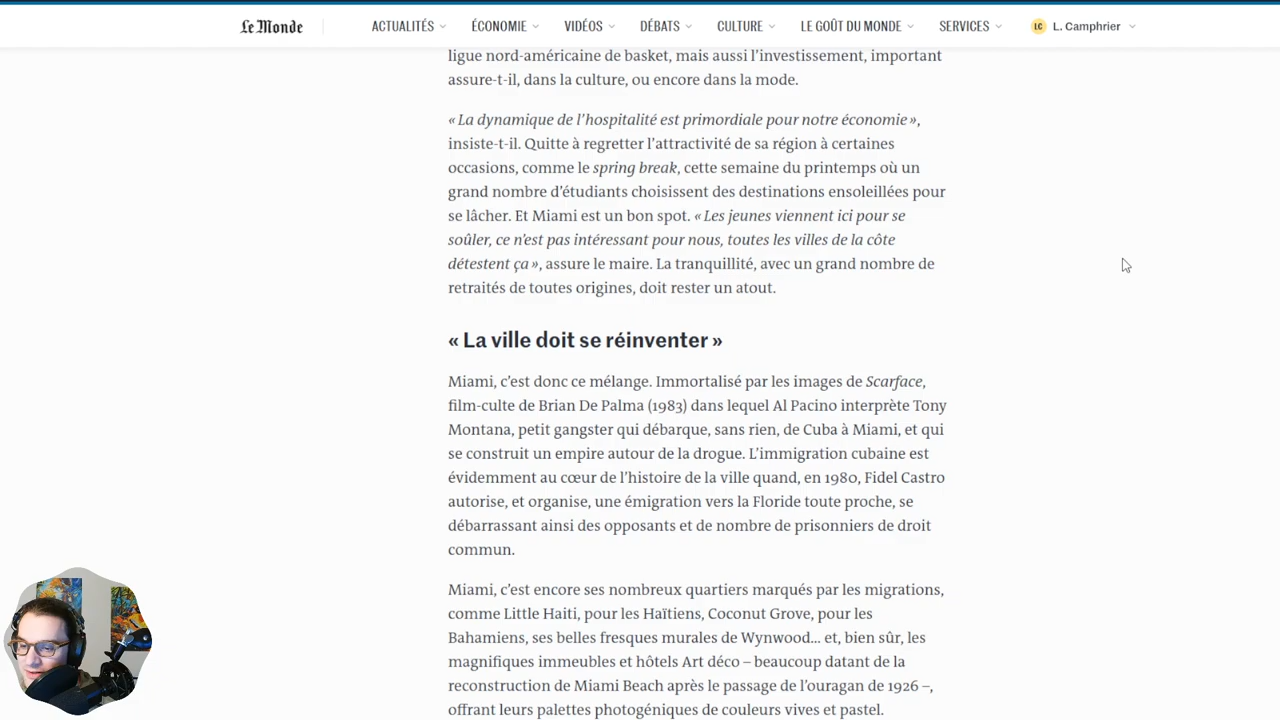 Le Monde
ACTUALITÉS ÉCONOMIE VIDÉOS DÉBATS CULTURE LE GOÛT DU MONDE SERVICES LC L. Camphrier
ligue nord-américaine de basket, mais aussi l’investissement, important
assure-t-il, dans la culture, ou encore dans la mode.
« La dynamique de l’hospitalité est primordiale pour notre économie »,
insiste-t-il. Quitte à regretter l’attractivité de sa région à certaines
occasions, comme le spring break, cette semaine du printemps où un
grand nombre d’étudiants choisissent des destinations ensoleillées pour
se lâcher. Et Miami est un bon spot. « Les jeunes viennent ici pour se
soûler, ce n’est pas intéressant pour nous, toutes les villes de la côte
détestent ça », assure le maire. La tranquillité, avec un grand nombre de
retraités de toutes origines, doit rester un atout.
« La ville doit se réinventer »
Miami, c’est donc ce mélange. Immortalisé par les images de Scarface,
film-culte de Brian De Palma (1983) dans lequel Al Pacino interprète Tony
Montana, petit gangster qui débarque, sans rien, de Cuba à Miami, et qui
se construit un empire autour de la drogue. L’immigration cubaine est
évidemment au cœur de l’histoire de la ville quand, en 1980, Fidel Castro
autorise, et organise, une émigration vers la Floride toute proche, se
débarrassant ainsi des opposants et de nombre de prisonniers de droit
commun.
Miami, c’est encore ses nombreux quartiers marqués par les migrations,
comme Little Haiti, pour les Haïtiens, Coconut Grove, pour les
Bahamiens, ses belles fresques murales de Wynwood… et, bien sûr, les
magnifiques immeubles et hôtels Art déco – beaucoup datant de la
reconstruction de Miami Beach après le passage de l’ouragan de 1926 –,
offrant leurs palettes photogéniques de couleurs vives et pastel.